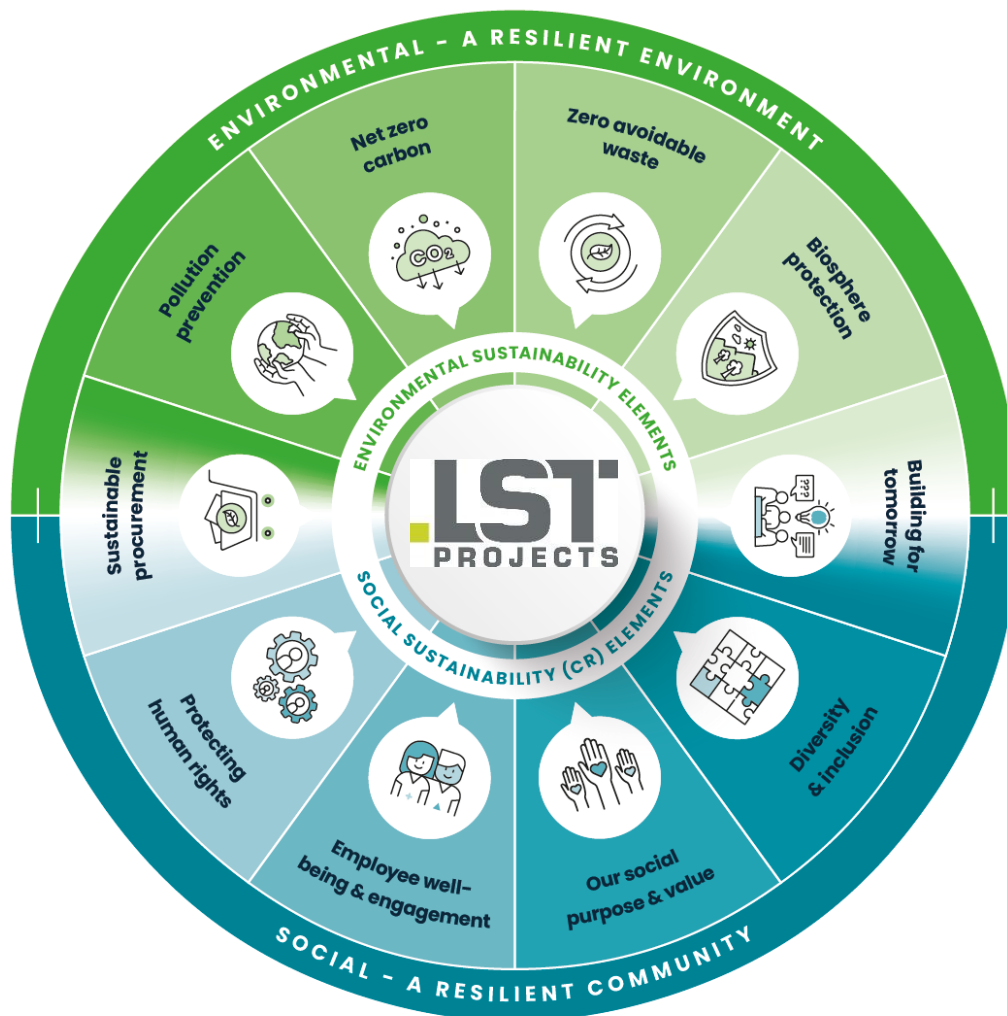 ENVIRONMENTAL - A RESILIENT ENVIRONMENT
Net zero
carbon
Zero avoidable
waste
Pollution
prevention
Biosphere
protection
CO2
ENVIRONMENTAL SUSTAINABILITY ELEMENTS
Sustainable
procurement
.LST
PROJECTS
Building for
tomorrow
???
SOCIAL SUSTAINABILITY (CR) ELEMENTS
Protecting
human rights
Diversity
& inclusion
Employee well-
being & engagement
Our social
purpose & value
SOCIAL - A RESILIENT COMMUNITY